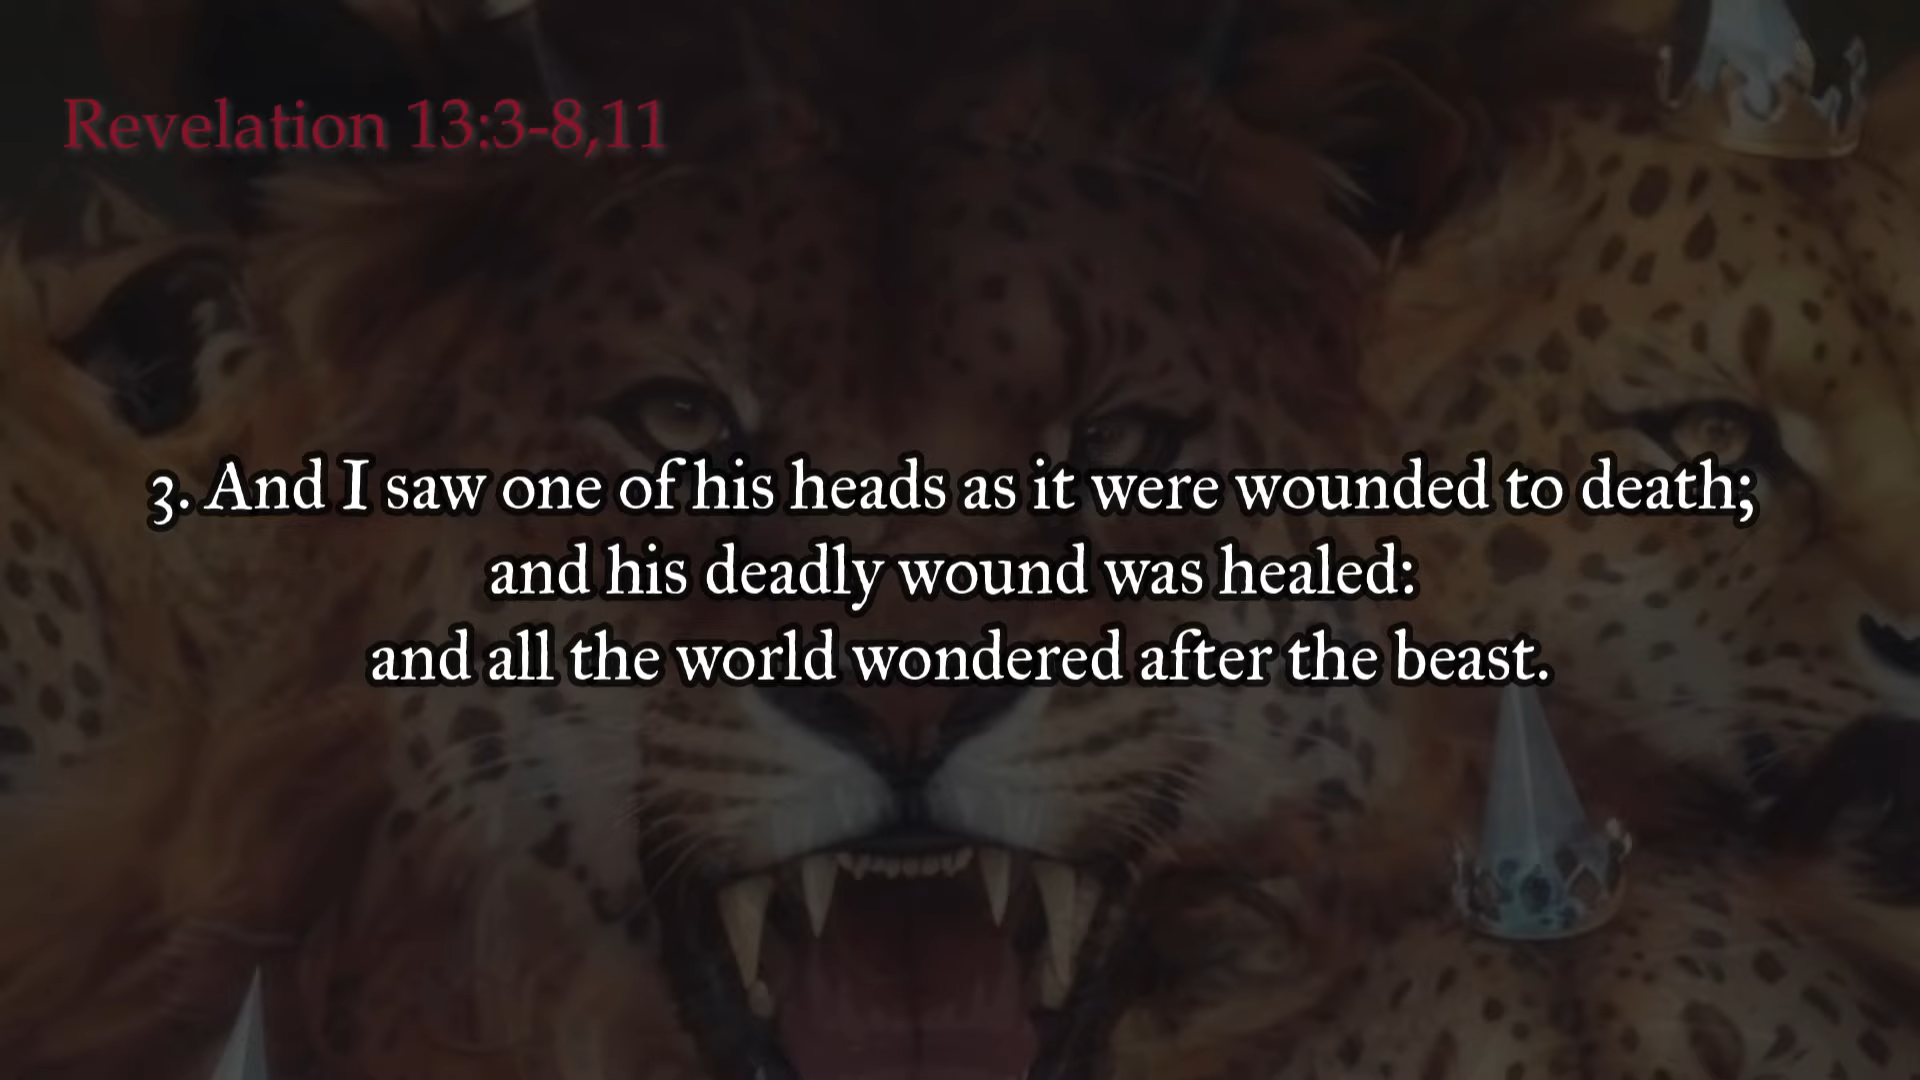 Revelation 13:3-8,11
3. And I saw one of his heads as it were wounded to death;
and his deadly wound was healed:
and all the world wondered after the beast.